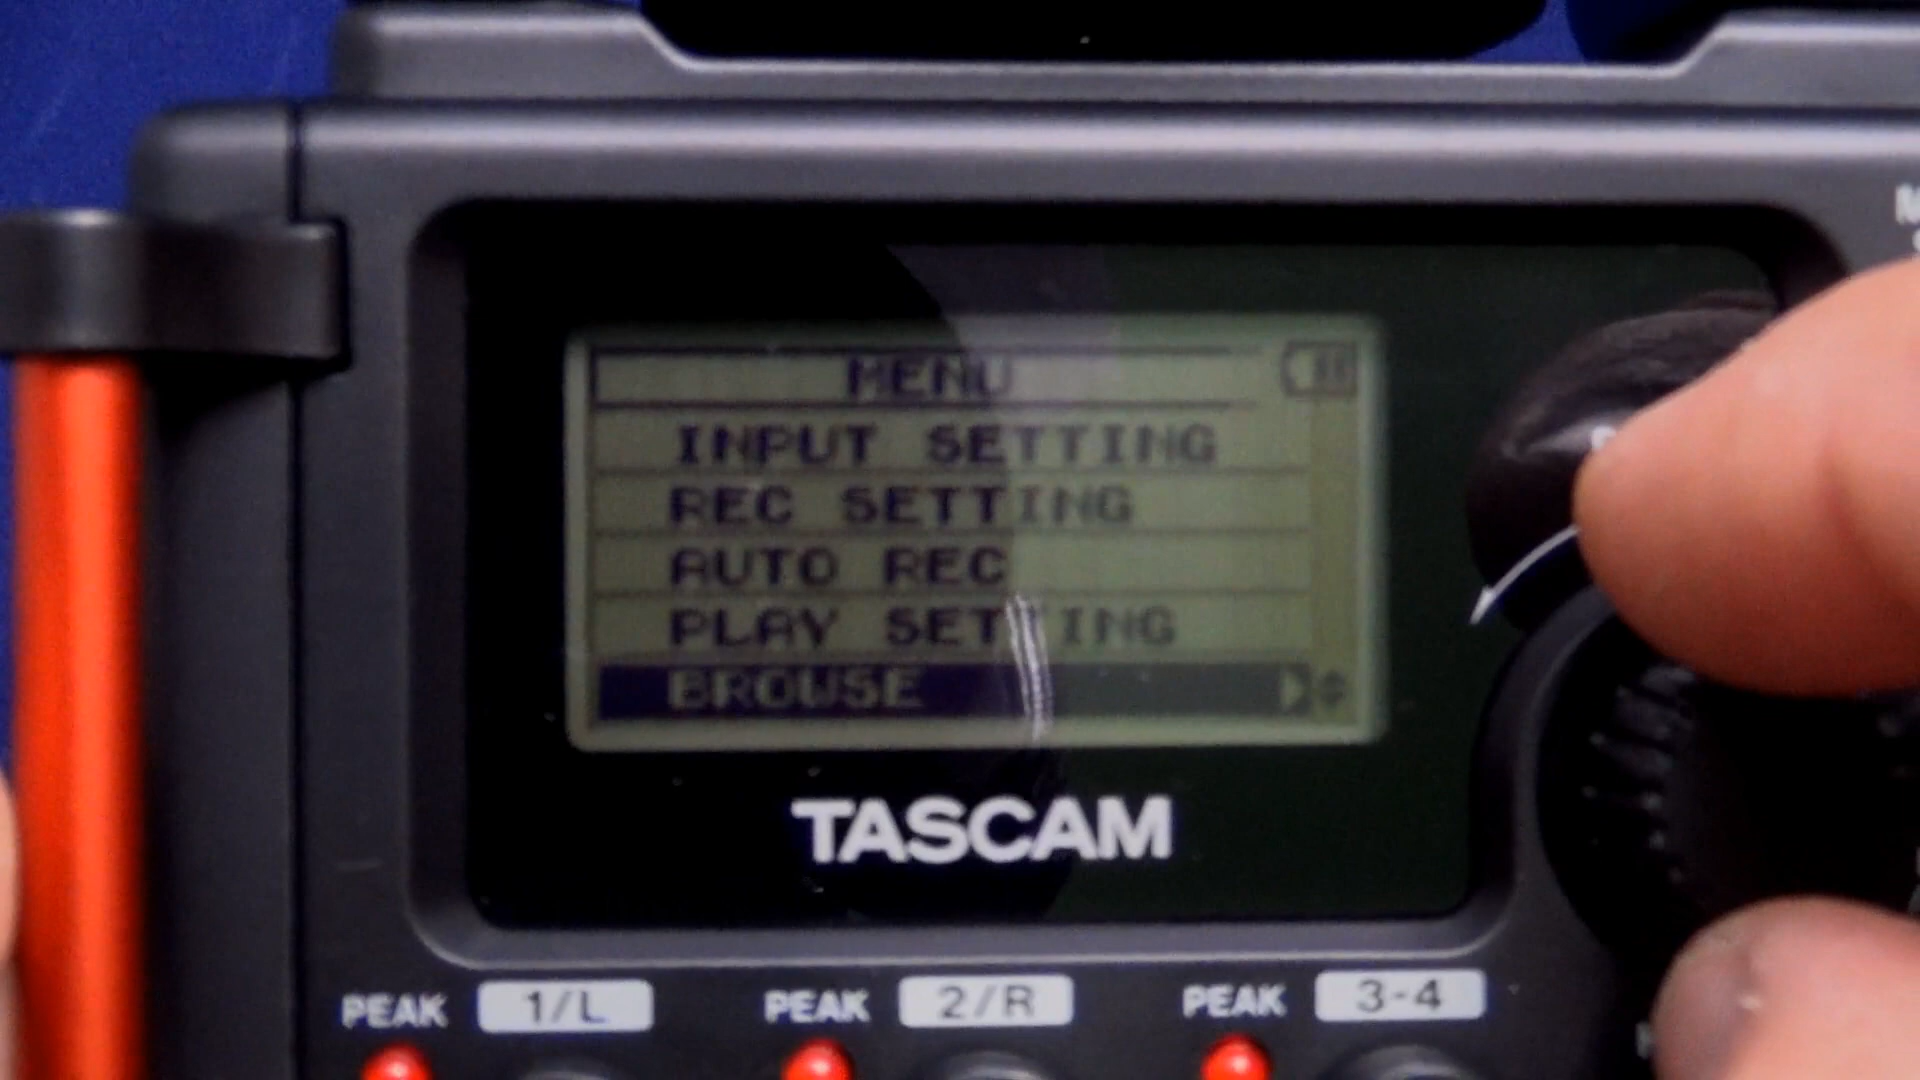 MENU
INPUT SETTING
REC SETTING
AUTO REC
PLAY SETTING
BROWSE
TASCAM
PEAK 1/L PEAK 2/R PEAK 3-4